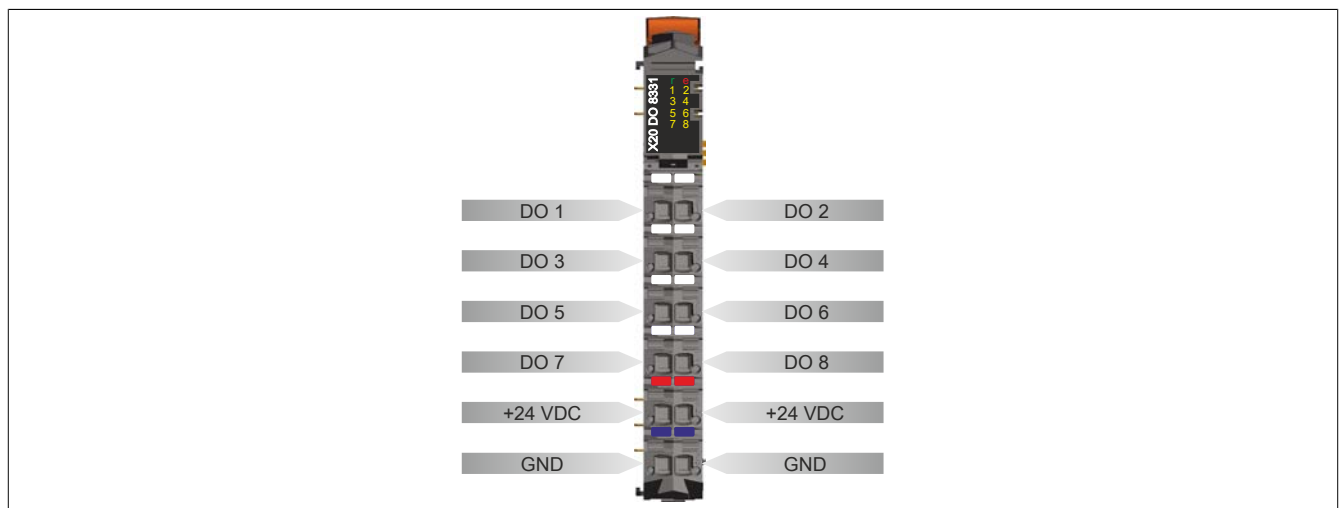 X20 DO 8331
r e
1 2
3 4
5 6
7 8
DO 1 DO 2
DO 3 DO 4
DO 5 DO 6
DO 7 DO 8
+24 VDC +24 VDC
GND GND